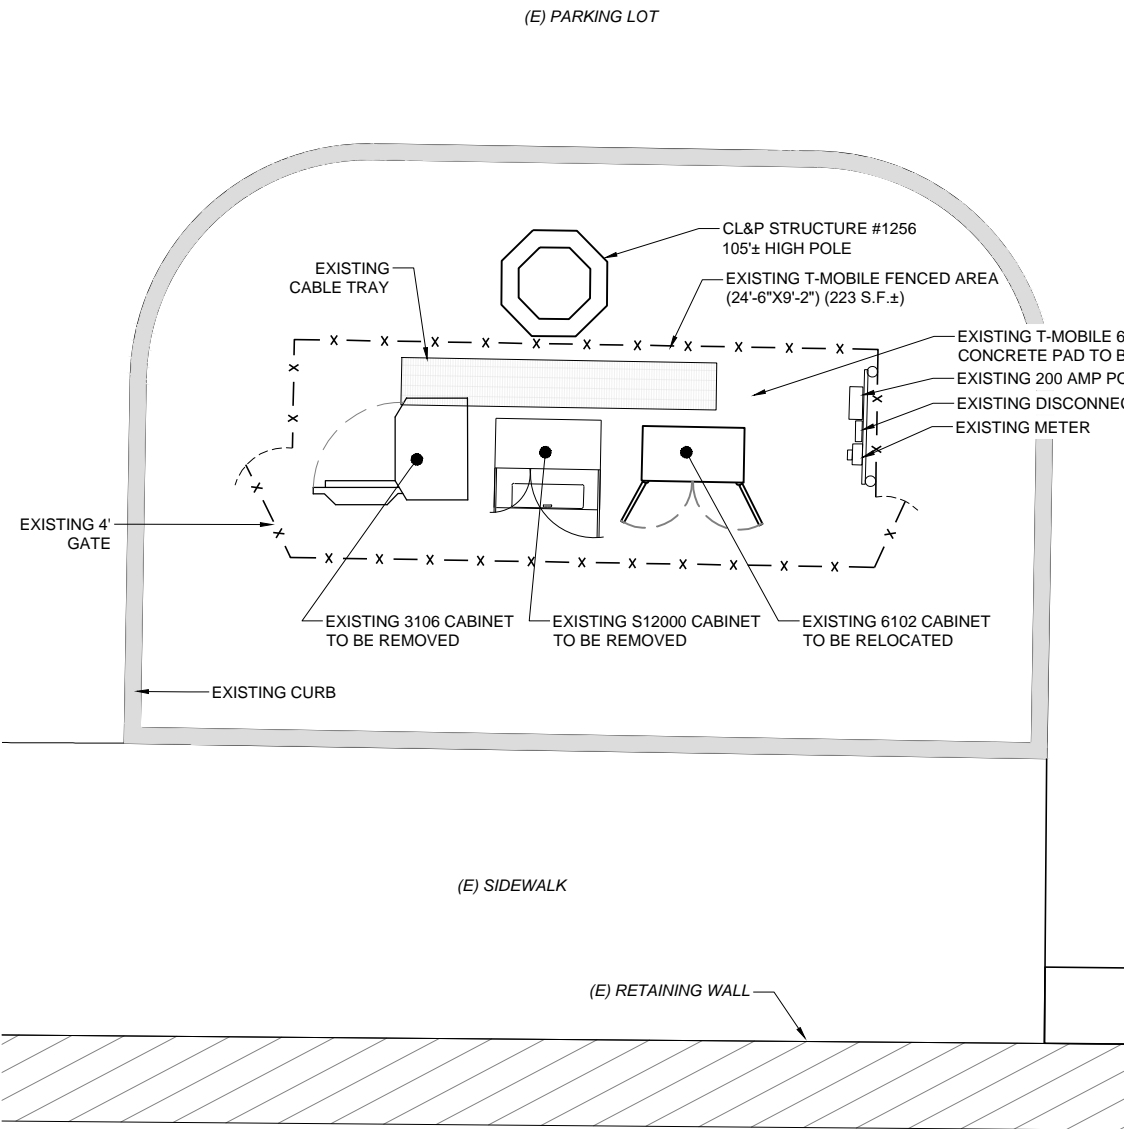 (E) PARKING LOT
CL&P STRUCTURE #1256
105'± HIGH POLE
EXISTING
CABLE TRAY
EXISTING T-MOBILE FENCED AREA
(24'-6"X9'-2") (223 S.F.±)
EXISTING T-MOBILE 6
CONCRETE PAD TO B
EXISTING 200 AMP PO
EXISTING DISCONNEC
EXISTING METER
EXISTING 4'
GATE
EXISTING 3106 CABINET
TO BE REMOVED
EXISTING S12000 CABINET
TO BE REMOVED
EXISTING 6102 CABINET
TO BE RELOCATED
EXISTING CURB
(E) SIDEWALK
(E) RETAINING WALL